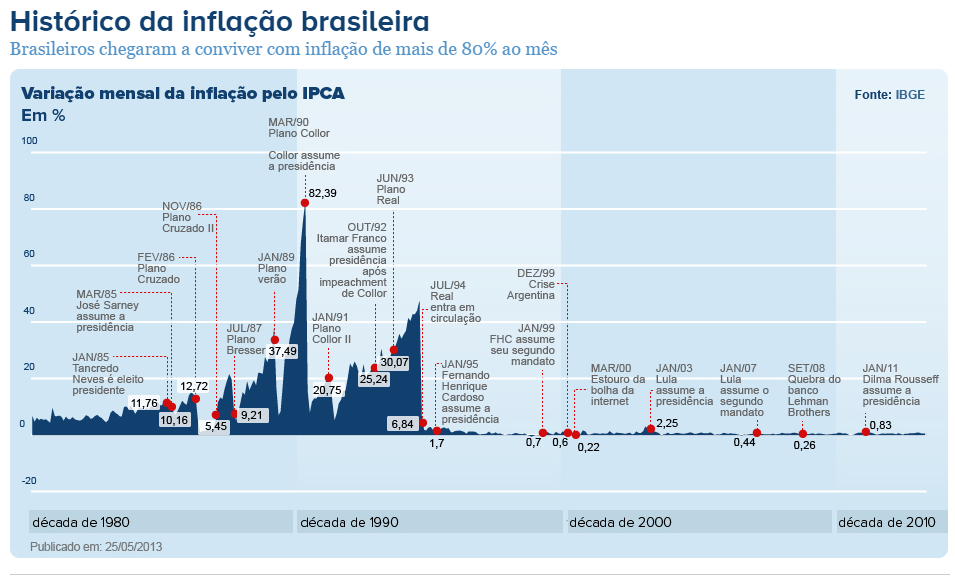 Histórico da inflação brasileira
Brasileiros chegaram a conviver com inflação de mais de 80% ao mês
Variação mensal da inflação pelo IPCA
Em %
Fonte: IBGE
100
80
60
40
20
0
-20
JAN/85
Tancredo
Neves é eleito
presidente
11,76
MAR/85
José Sarney
assume a
presidência
10,16
FEV/86
Plano
Cruzado
12,72
NOV/86
Plano
Cruzado II
5,45
JUL/87
Plano
Bresser
9,21
JAN/89
Plano
verão
37,49
MAR/90
Plano Collor
Collor assume
a presidência
82,39
JAN/91
Plano
Collor II
20,75
OUT/92
Itamar Franco
assume
presidência
após
impeachment
de Collor
25,24
JUN/93
Plano
Real
30,07
JUL/94
Real
entra em
circulação
6,84
JAN/95
Fernando
Henrique
Cardoso
assume a
presidência
1,7
JAN/99
FHC assume
seu segundo
mandato
0,7
DEZ/99
Crise
Argentina
0,6
MAR/00
Estouro da
bolha da
internet
0,22
JAN/03
Lula
assume a
presidência
2,25
JAN/07
Lula
assume o
segundo
mandato
0,44
SET/08
Quebra do
banco
Lehman
Brothers
0,26
JAN/11
Dilma Rousseff
assume a
presidência
0,83
década de 1980
década de 1990
década de 2000
década de 2010
Publicado em: 25/05/2013